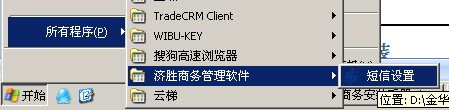 TradeCRM Client
所有程序(P)
WIBU-KEY
搜狗高速浏览器
济胜商务管理软件
短信设置
开始
云梯
位置: D:\金华